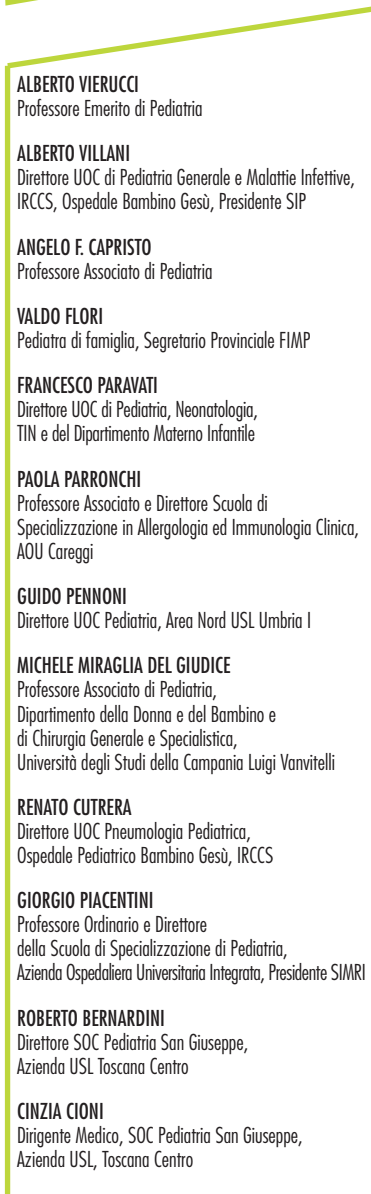 ALBERTO VIERUCCI
Professore Emerito di Pediatria
ALBERTO VILLANI
Direttore UOC di Pediatria Generale e Malattie Infettive,
IRCCS, Ospedale Bambino Gesù, Presidente SIP
ANGELO F. CAPRISTO
Professore Associato di Pediatria
VALDO FLORI
Pediatra di famiglia, Segretario Provinciale FIMP
FRANCESCO PARAVATI
Direttore UOC di Pediatria, Neonatologia,
TIN e del Dipartimento Materno Infantile
PAOLA PARRONCHI
Professore Associato e Direttore Scuola di
Specializzazione in Allergologia ed Immunologia Clinica,
AOU Careggi
GUIDO PENNONI
Direttore UOC Pediatria, Area Nord USL Umbria I
MICHELE MIRAGLIA DEL GIUDICE
Professore Associato di Pediatria,
Dipartimento della Donna e del Bambino e
di Chirurgia Generale e Specialistica,
Università degli Studi della Campania Luigi Vanvitelli
RENATO CUTRERA
Direttore UOC Pneumologia Pediatrica,
Ospedale Pediatrico Bambino Gesù, IRCCS
GIORGIO PIACENTINI
Professore Ordinario e Direttore
della Scuola di Specializzazione di Pediatria,
Azienda Ospedaliera Universitaria Integrata, Presidente SIMRI
ROBERTO BERNARDINI
Direttore SOC Pediatria San Giuseppe,
Azienda USL Toscana Centro
CINZIA CIONI
Dirigente Medico, SOC Pediatria San Giuseppe,
Azienda USL, Toscana Centro